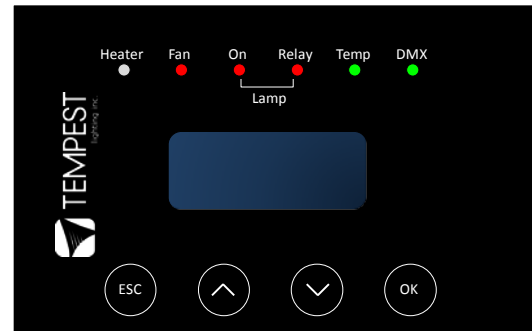 Heater Fan On Relay Temp DMX
Lamp
TEMPEST
lighting inc.
ESC OK